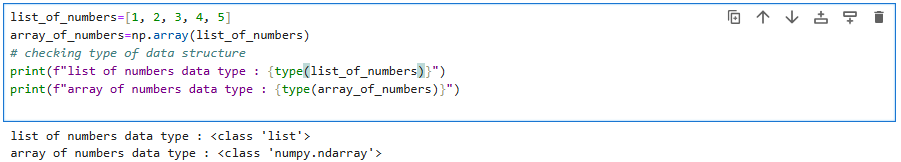 list_of_numbers=[1, 2, 3, 4, 5]
array_of_numbers=np.array(list_of_numbers)
# checking type of data structure
print(f"list of numbers data type : {type(list_of_numbers)}")
print(f"array of numbers data type : {type(array_of_numbers)}")
list of numbers data type : <class 'list'>
array of numbers data type : <class 'numpy.ndarray'>